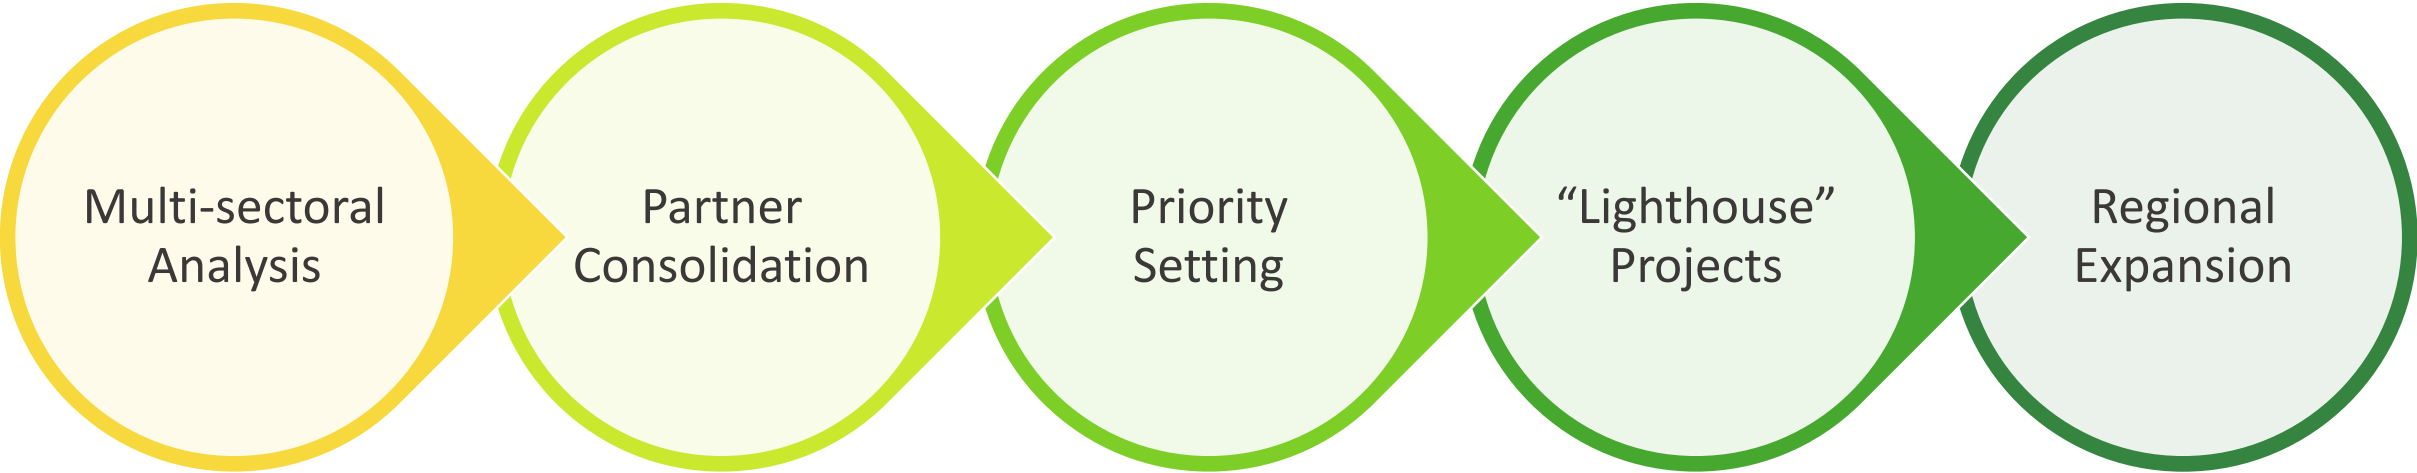 Multi-sectoral
Analysis
Partner
Consolidation
Priority
Setting
“Lighthouse”
Projects
Regional
Expansion